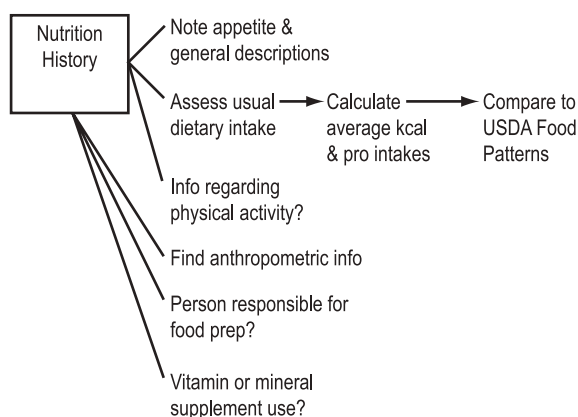 Nutrition
History
Note appetite &
general descriptions
Assess usual
dietary intake
Calculate
average kcal
& pro intakes
Compare to
USDA Food
Patterns
Info regarding
physical activity?
Find anthropometric info
Person responsible for
food prep?
Vitamin or mineral
supplement use?